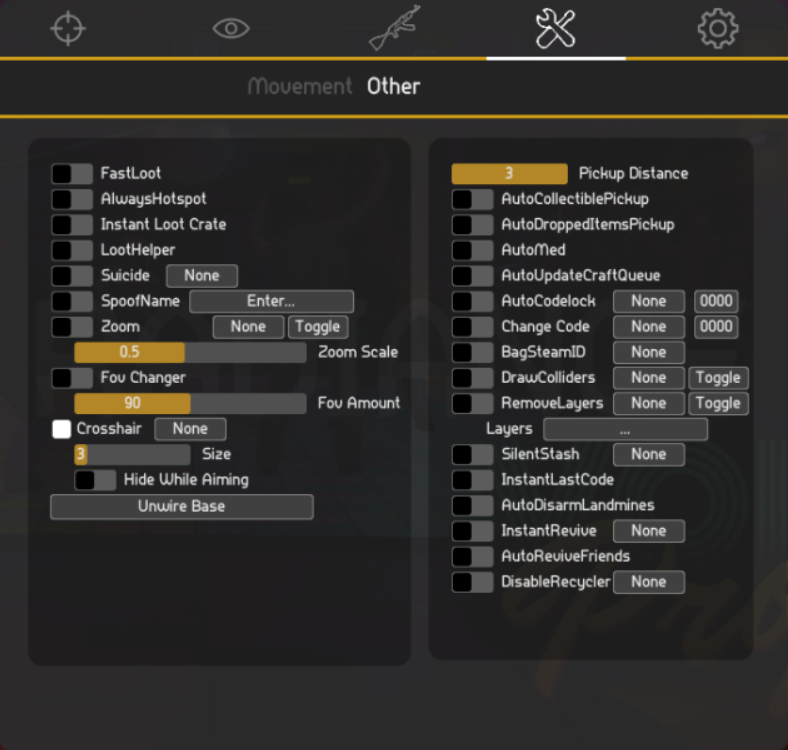 Movement Other
FastLoot
AlwaysHotspot
Instant Loot Crate
LootHelper
Suicide None
SpoofName Enter...
Zoom None Toggle
0.5 Zoom Scale
Fov Changer
90 Fov Amount
Crosshair None
3 Size
Hide While Aiming
Unwire Base
3 Pickup Distance
AutoCollectiblePickup
AutoDroppedItemsPickup
AutoMed
AutoUpdateCraftQueue
AutoCodelock None 0000
Change Code None 0000
BagSteamID None
DrawColliders None Toggle
RemoveLayers None Toggle
Layers ...
SilentStash None
InstantLastCode
AutoDisarmLandmines
InstantRevive None
AutoReviveFriends
DisableRecycler None